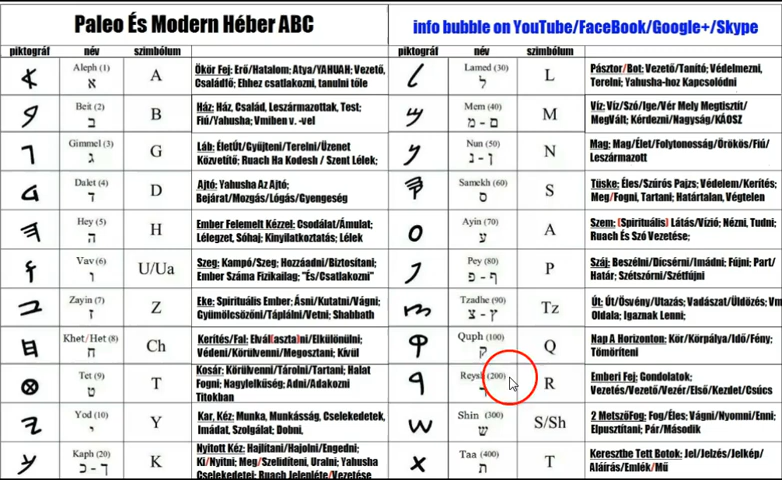 Paleo És Modern Héber ABC
info bubble on YouTube/FaceBook/Google+/Skype
piktográf név szimbólum
piktográf név szimbólum
Aleph (1)
א
A
Ökör Fej: Erő/Hatalom; Atya/YAHUAH; Vezető,
Családfő; Ehhez csatlakozni, tanulni tőle
Beit (2)
ב
B
Ház: Ház, Család, Leszármazottak, Test;
Fiú/Yahusha; Vmiben v. -vel
Gimmel (3)
ג
G
Láb: ÉletÚt/Gyűjteni/Terelni/Üzenet
Közvetítő; Ruach Ha Kodesh / Szent Lélek;
Dalet (4)
ד
D
Ajtó; Yahusha Az Ajtó;
Bejárat/Mozgás/Lógás/Gyengeség
Hey (5)
ה
H
Ember Felemelt Kézzel: Csodálat/Ámulat;
Lélegzet, Sóhaj; Kinyilatkoztatás; Lélek
Vav (6)
ו
U/Ua
Szeg: Kampó/Szeg; Hozzáadni/Biztosítani;
Ember Száma Fizikailag; "És/Csatlakozni"
Zayin (7)
ז
Z
Eke: Spirituális Ember; Ásni/Kutatni/Vágni;
Gyümölcsözőni/Táplálni/Vetni; Shabbath
Khet/Het (8)
ח
Ch
Kerítés/Fal: Elvál(aszta)ni/Elkülönülni;
Védeni/Körülvenni/Megosztani; Kívül
Tet (9)
ט
T
Kosár: Körülvenni/Tárolni/Tartani; Halat
Fogni; Nagylelkűség; Adni/Adakozni
Titokban
Yod (10)
י
Y
Kar, Kéz: Munka, Munkásság, Cselekedetek,
Imádat, Szolgálat; Dobni,
Kaph (20)
ך - כ
K
Nyitott Kéz: Hajlítani/Hajolni/Engedni;
Ki/Nyitni; Meg/Szelídíteni, Uralni; Yahusha
Cselekedetei; Ruach Jelenléte/Vezetése
Lamed (30)
ל
L
Pásztor/Bot: Vezető/Tanító; Védelmezni,
Terelni; Yahusha-hoz Kapcsolódni
Mem (40)
ם - מ
M
Víz: Víz/Szó/Ige/Vér Mely Megtisztít/
MegVált; Kérdezni/Nagyság/KÁOSZ
Nun (50)
ן - נ
N
Mag; Mag/Élet/Folytonosság/Örökös/Fiú/
Leszármazott
Samekh (60)
ס
S
Tüske; Éles/Szúrós Pajzs; Védelem/Kerítés;
Meg/Fogni, Tartani; Határtalan, Végtelen
Ayin (70)
ע
A
Szem: (Spirituális) Látás/Vízió; Nézni, Tudni;
Ruach És Szó Vezetése;
Pey (80)
ף - פ
P
Száj: Beszélni/Dicsérni/Imádni; Fújni; Part/
Határ; Szétszórni/Szétfújni
Tzadhe (90)
ץ - צ
Tz
Út: Út/Ösvény/Utazás; Vadászat/Üldözés; Vm
Oldala; Igaznak Lenni;
Quph (100)
ק
Q
Nap A Horizonton: Kör/Körpálya/Idő/Fény;
Tömöríteni
Reysh (200)
R
Emberi Fej: Gondolatok;
Vezetés/Vezető/Vezér/Első/Kezdet/Csúcs
Shin (300)
ש
S/Sh
2 MetszőFog: Fog/Éles; Vágni/Nyomni/Enni;
Elpusztítani; Pár/Második
Taa (400)
ת
T
Keresztbe Tett Botok: Jel/Jelzés/Jelkép/
Aláírás/Emlék/Mű